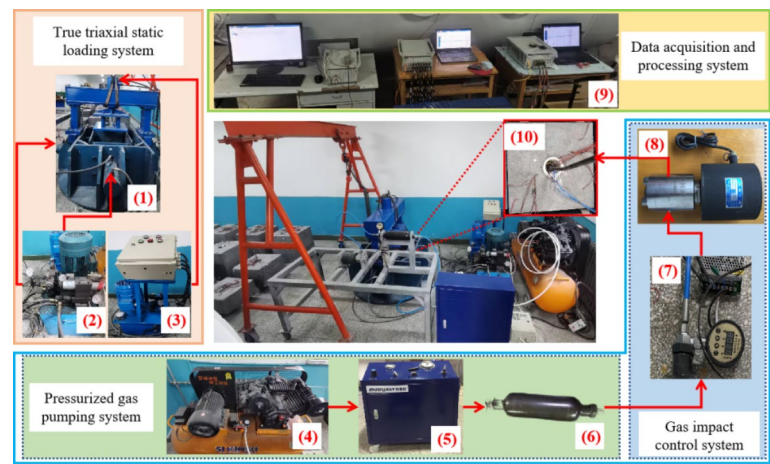 True triaxial static
loading system
(1)
(2)
(3)
Data acquisition and
processing system
(9)
(10)
(8)
(7)
Pressurized gas
pumping system
(4)
(5)
(6)
Gas impact
control system